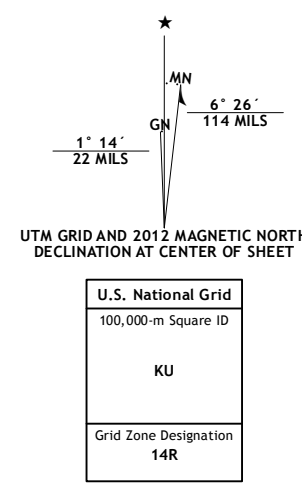 ★
MN
GN
6° 26´
114 MILS
1° 14´
22 MILS
UTM GRID AND 2012 MAGNETIC NORTH
DECLINATION AT CENTER OF SHEET
U.S. National Grid
100,000-m Square ID
KU
Grid Zone Designation
14R